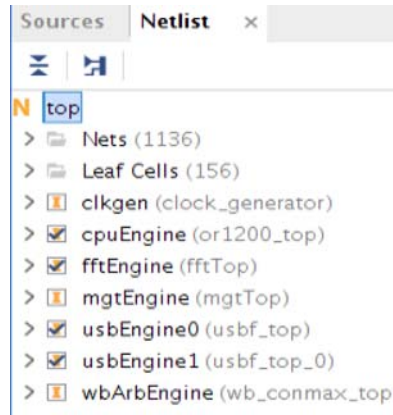 Sources Netlist ×
N top
> Nets (1136)
> Leaf Cells (156)
> clkgen (clock_generator)
> cpuEngine (or1200_top)
> fftEngine (fftTop)
> mgtEngine (mgtTop)
> usbEngine0 (usbf_top)
> usbEngine1 (usbf_top_0)
> wbArbEngine (wb_conmax_top